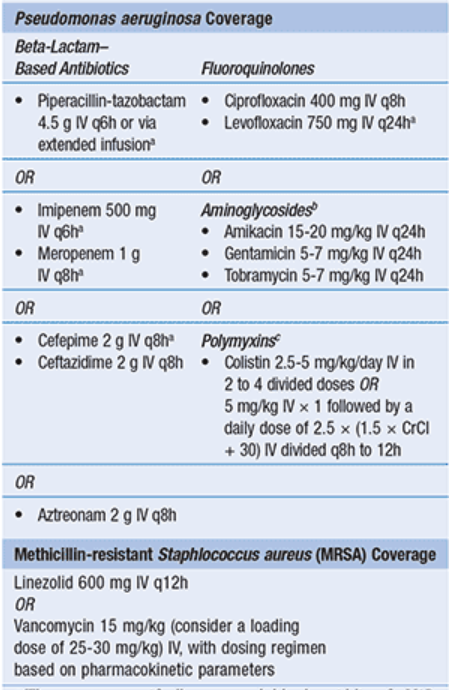 Pseudomonas aeruginosa Coverage
Beta-Lactam–
Based Antibiotics
Fluoroquinolones
• Piperacillin-tazobactam
4.5 g IV q6h or via
extended infusionᵃ
• Ciprofloxacin 400 mg IV q8h
• Levofloxacin 750 mg IV q24hᵃ
OR
OR
• Imipenem 500 mg
IV q6hᵃ
• Meropenem 1 g
IV q8hᵃ
Aminoglycosidesᵇ
• Amikacin 15-20 mg/kg IV q24h
• Gentamicin 5-7 mg/kg IV q24h
• Tobramycin 5-7 mg/kg IV q24h
OR
OR
• Cefepime 2 g IV q8hᵃ
• Ceftazidime 2 g IV q8h
Polymyxinsᶜ
• Colistin 2.5-5 mg/kg/day IV in
2 to 4 divided doses OR
5 mg/kg IV × 1 followed by a
daily dose of 2.5 × (1.5 × CrCl
+ 30) IV divided q8h to 12h
OR
• Aztreonam 2 g IV q8h
Methicillin-resistant Staphlococcus aureus (MRSA) Coverage
Linezolid 600 mg IV q12h
OR
Vancomycin 15 mg/kg (consider a loading
dose of 25-30 mg/kg) IV, with dosing regimen
based on pharmacokinetic parameters